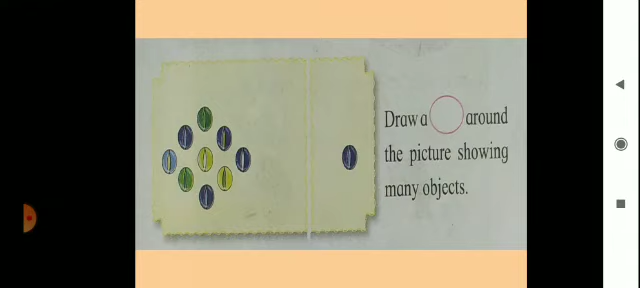 Draw a around
the picture showing
many objects.